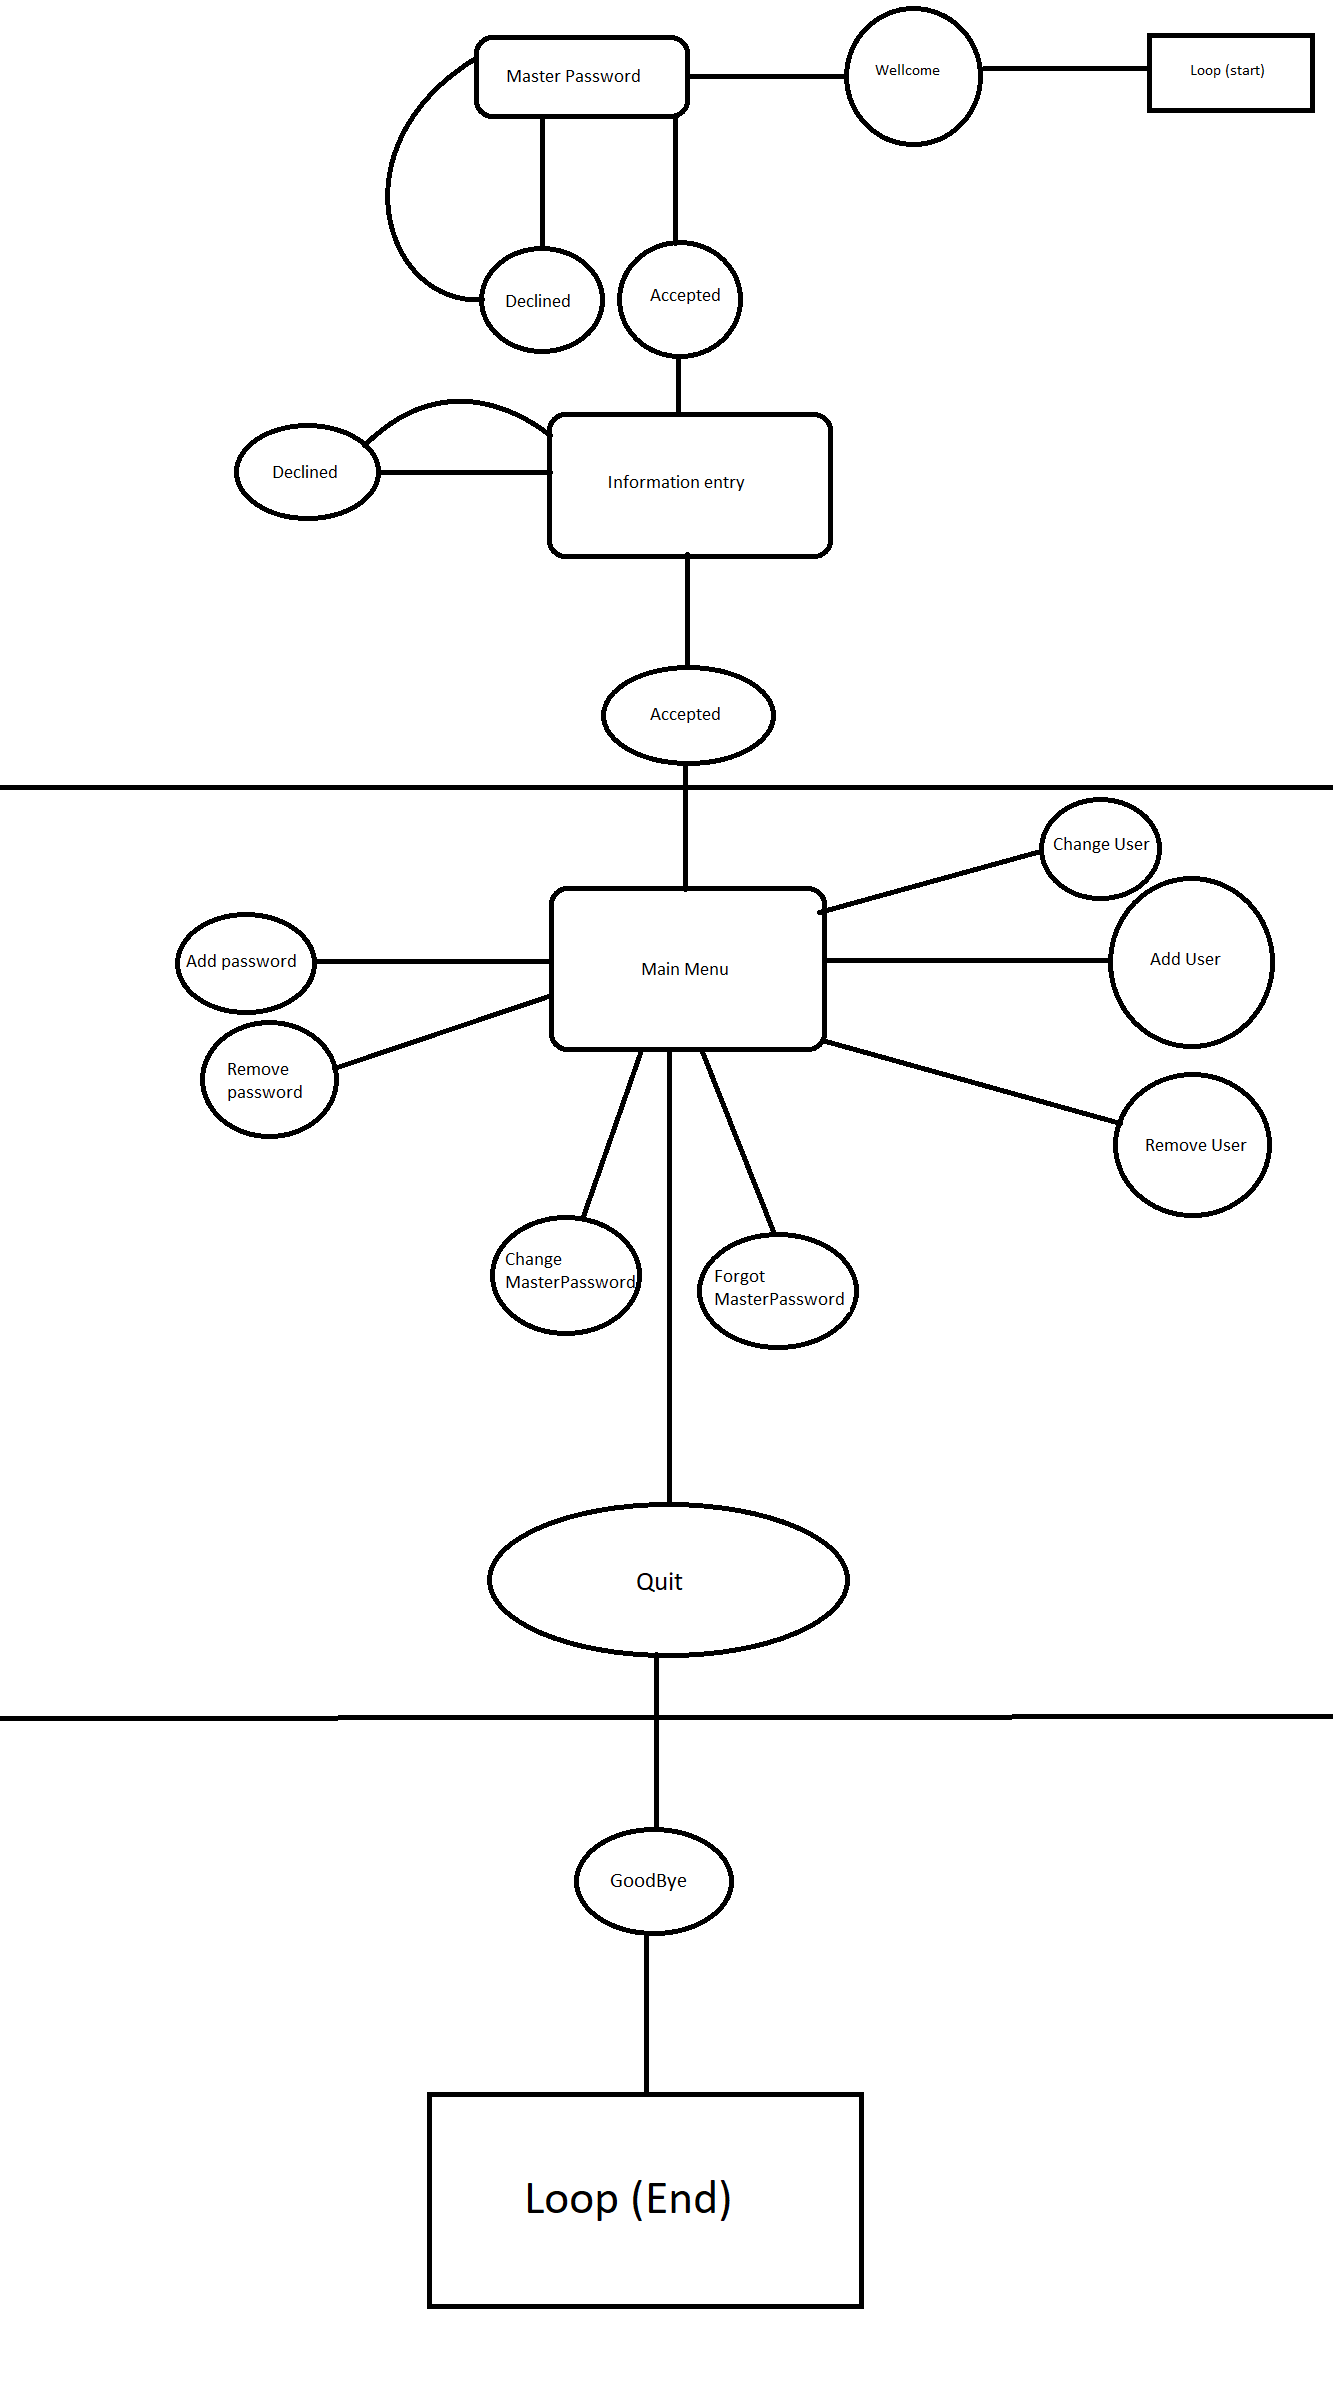 Master Password
Wellcome
Loop (start)
Declined
Accepted
Declined
Information entry
Accepted
Change User
Add password
Main Menu
Add User
Remove
password
Remove User
Change
MasterPassword
Forgot
MasterPassword
Quit
GoodBye
Loop (End)